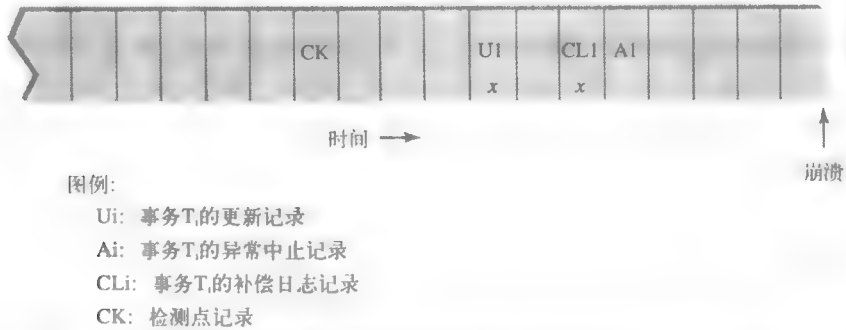 CK U1 CL1 A1
x x
时间
崩溃
图例:
Ui: 事务Ti的更新记录
Ai: 事务Ti的异常中止记录
CLi: 事务Ti的补偿日志记录
CK: 检测点记录